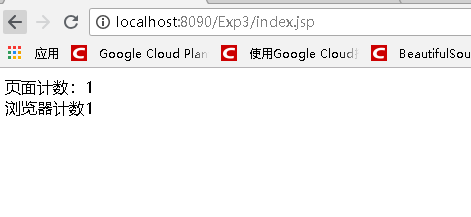 localhost:8090/Exp3/index.jsp
应用 Google Cloud Plan 使用Google Cloud BeautifulSou
页面计数：1
浏览器计数1